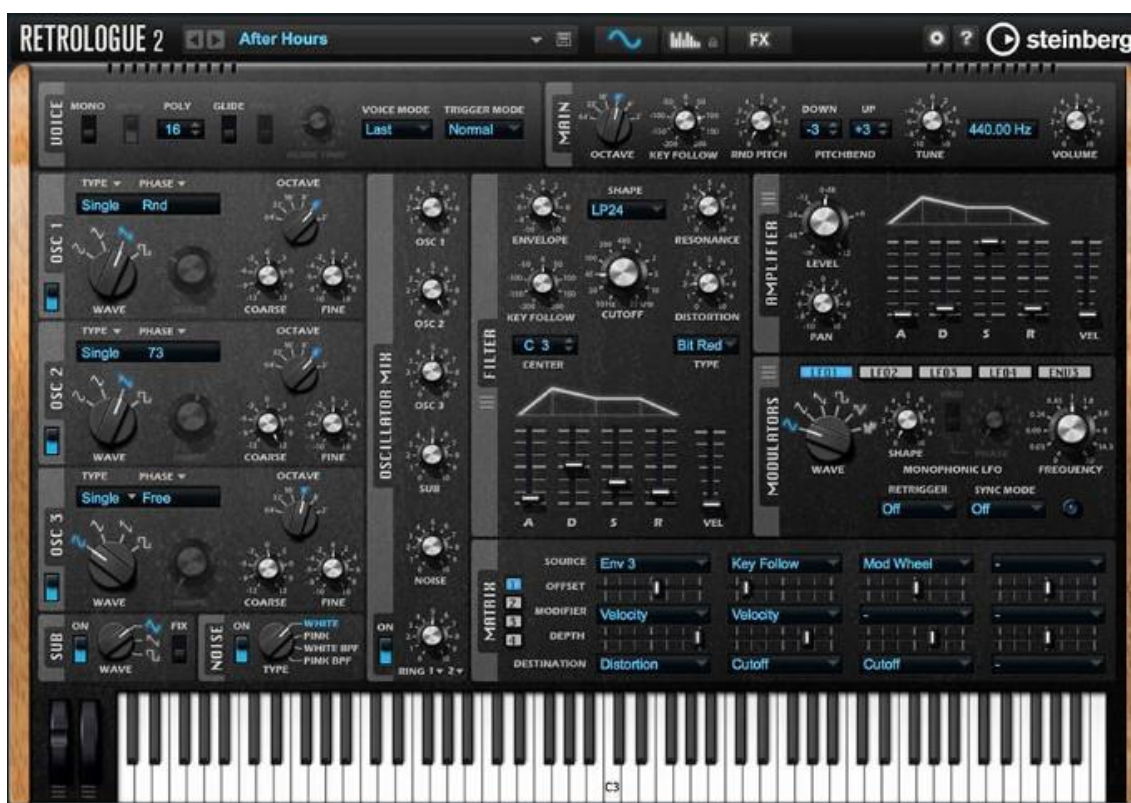 RETROLOGUE 2 After Hours FX ? steinberg
VOICE MONO POLY GLIDE VOICE MODE TRIGGER MODE
16 Last Normal
MAIN OCTAVE KEY FOLLOW RND PITCH DOWN UP PITCHBEND TUNE VOLUME
-3 +3 440.00 Hz
OSC 1 TYPE PHASE OCTAVE
Single Rnd
WAVE COARSE FINE
OSC 2 TYPE PHASE OCTAVE
Single 73
WAVE COARSE FINE
OSC 3 TYPE PHASE OCTAVE
Single Free
WAVE COARSE FINE
SUB ON WAVE FIX
NOISE ON TYPE
WHITE
PINK
WHITE BPF
PINK BPF
OSCILLATOR MIX
OSC 1
OSC 2
OSC 3
SUB
NOISE
ON
RING 1 2
FILTER
SHAPE
LP24
ENVELOPE RESONANCE
KEY FOLLOW CUTOFF DISTORTION
C 3 Bit Red
CENTER TYPE
A D S R VEL
AMPLIFIER
LEVEL
PAN
A D S R VEL
MODULATORS
LFO1 LFO2 LFO3 LFO4 ENV3
WAVE SHAPE PHASE FREQUENCY
MONOPHONIC LFO
RETRIGGER SYNC MODE
Off Off
MATRIX 1 2 3 4
SOURCE Env 3 Key Follow Mod Wheel -
OFFSET
MODIFIER Velocity Velocity - -
DEPTH
DESTINATION Distortion Cutoff Cutoff -
C3